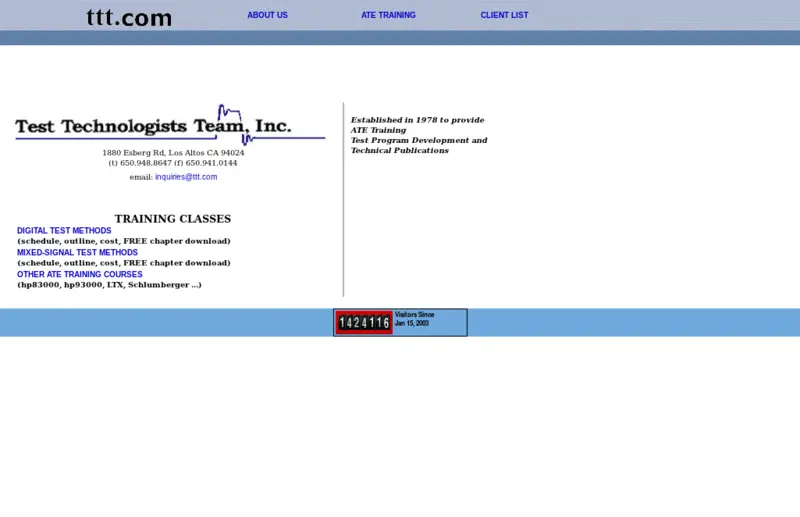 ttt.com
ABOUT US
ATE TRAINING
CLIENT LIST
Test Technologists Team, Inc.
1880 Esberg Rd, Los Altos CA 94024
(t) 650.948.8647 (f) 650.941.0144
email: inquiries@ttt.com
Established in 1978 to provide
ATE Training
Test Program Development and
Technical Publications
TRAINING CLASSES
DIGITAL TEST METHODS
(schedule, outline, cost, FREE chapter download)
MIXED-SIGNAL TEST METHODS
(schedule, outline, cost, FREE chapter download)
OTHER ATE TRAINING COURSES
(hp83000, hp93000, LTX, Schlumberger ...)
1424116
Visitors Since
Jan 15, 2003